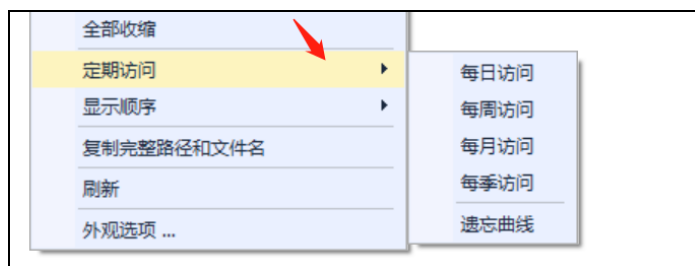 全部收缩
定期访问
显示顺序
复制完整路径和文件名
刷新
外观选项 ...
每日访问
每周访问
每月访问
每季访问
遗忘曲线